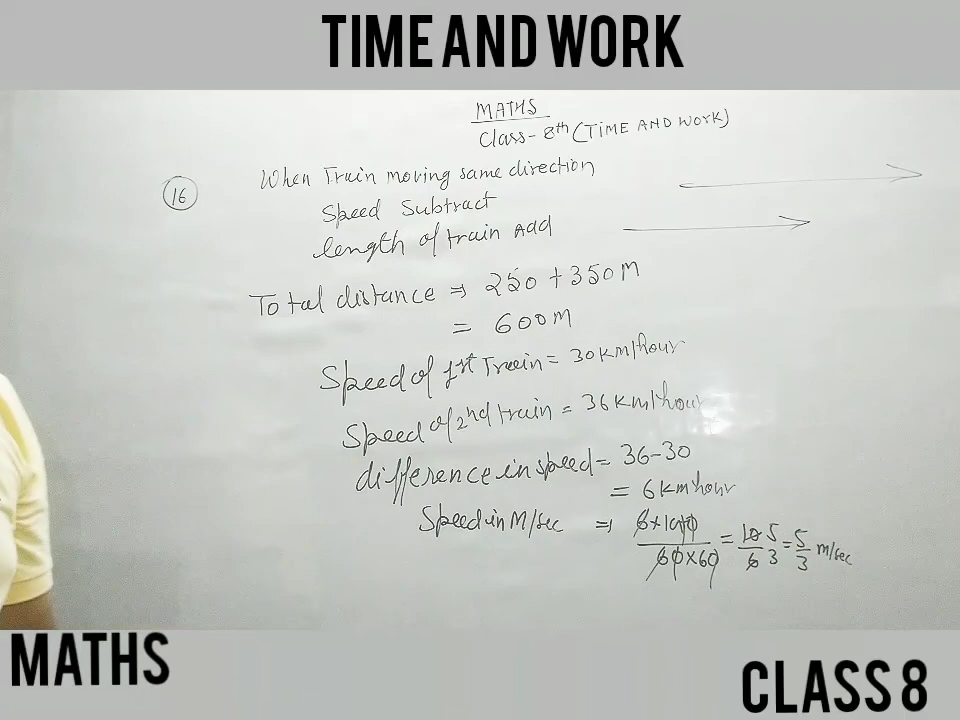 TIME AND WORK
MATHS
Class-8th (TIME AND WORK)
16
When Train moving same direction
Speed Subtract
length of train Add
Total distance ⇒ 250 + 350 M
= 600 M
Speed of 1st Train = 30 KM/hour
Speed of 2nd train = 36 KM/hour
difference in speed = 36-30
= 6 KM/hour
Speed in M/sec ⇒ 6×1000/60×60 = 10 5/6 3 = 5/3 m/sec
MATHS
CLASS 8